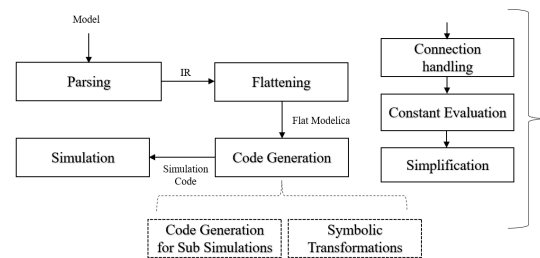 Model
Parsing
IR
Flattening
Flat Modelica
Simulation
Simulation
Code
Code Generation
Code Generation
for Sub Simulations
Symbolic
Transformations
Connection
handling
Constant Evaluation
Simplification